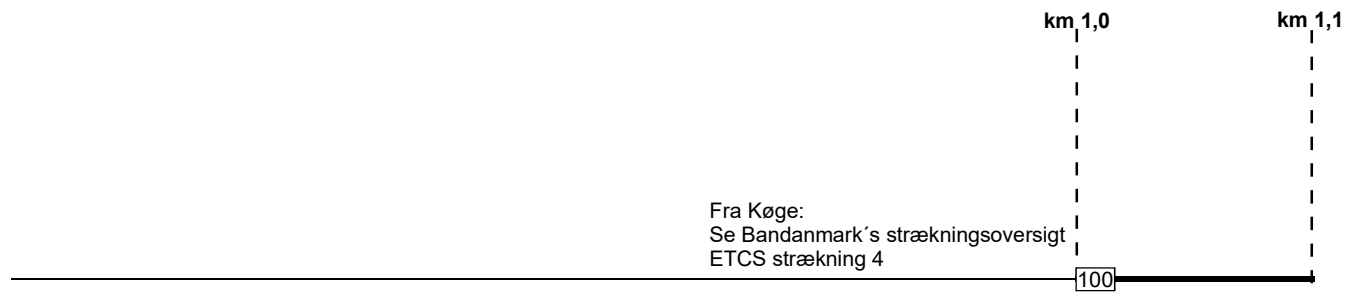 km 1,0
km 1,1
Fra Køge:
Se Bandanmark´s strækningsoversigt
ETCS strækning 4
100